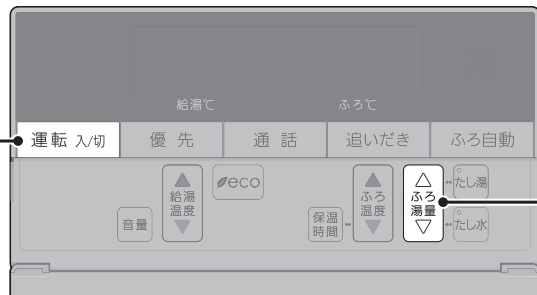 給湯℃ ふろ℃
運転 入/切 優先 通話 追いだき ふろ自動
給湯温度
eco
音量
保温時間
ふろ温度
ふろ湯量
たし湯
たし水